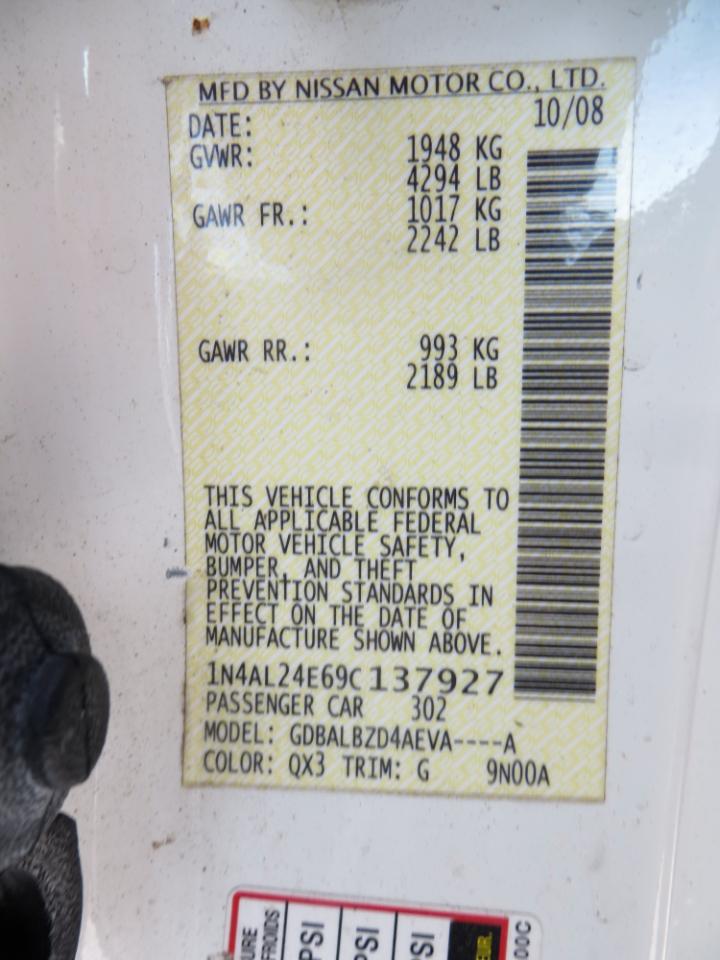 MFD BY NISSAN MOTOR CO., LTD.
DATE: 10/08
GVWR: 1948 KG
4294 LB
GAWR FR.: 1017 KG
2242 LB
GAWR RR.: 993 KG
2189 LB
THIS VEHICLE CONFORMS TO
ALL APPLICABLE FEDERAL
MOTOR VEHICLE SAFETY,
BUMPER, AND THEFT
PREVENTION STANDARDS IN
EFFECT ON THE DATE OF
MANUFACTURE SHOWN ABOVE.
1N4AL24E69C137927
PASSENGER CAR 302
MODEL: GDBALBZD4AEVA----A
COLOR: QX3 TRIM: G 9N00A
PSI
PSI
PSI